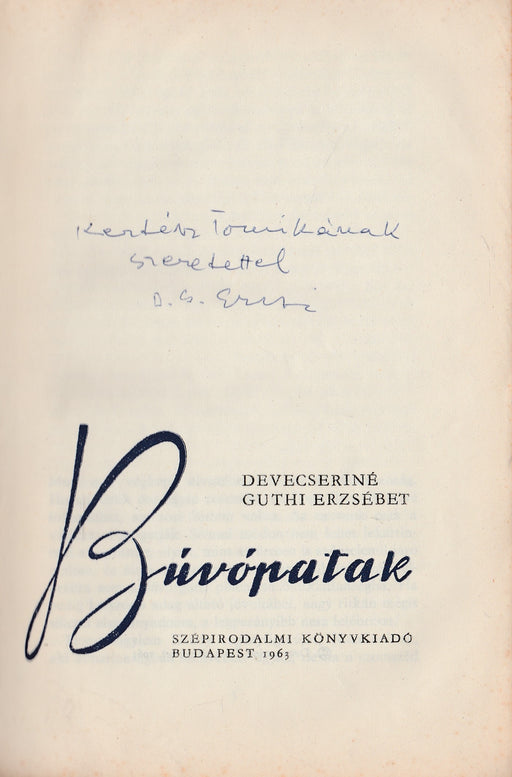 Kertész Tomikának
szeretettel
D. G. Erzsi
DEVECSERINÉ
GUTHI ERZSÉBET
Búvópatak
SZÉPIRODALMI KÖNYVKIADÓ
BUDAPEST 1963